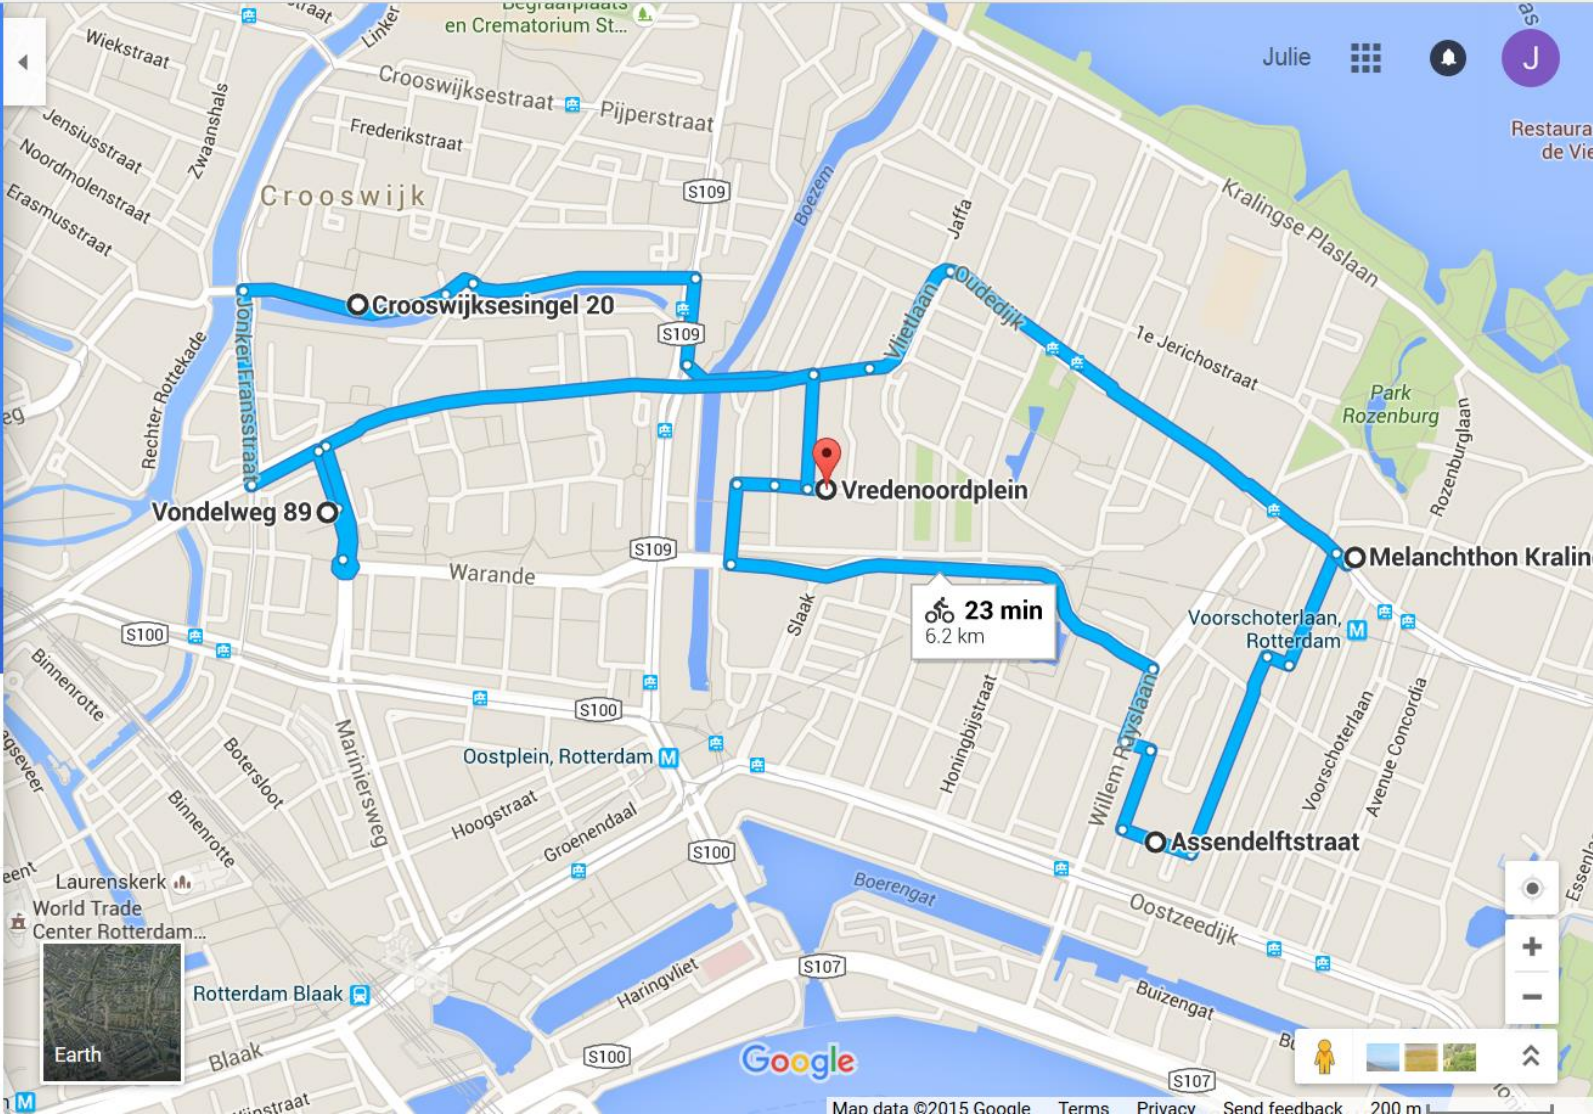 Begraafplaats
en Crematorium St...
Linker
Wiekstraat
Crooswijksestraat
Pijperstraat
Julie
J
Zwaanshals
Jensiusstraat
Frederikstraat
Restaura
de Vie
Noordmolenstraat
Crooswijk
S109
Boezem
Jaffa
Kralingse Plaslaan
Erasmusstraat
Crooswijksesingel 20
Oudedijk
Vlietlaan
S109
1e Jerichostraat
Jonker Fransstraat
Rechter Rottekade
Park
Rozenburg
Rozenburglaan
eg
Vredenoordplein
Vondelweg 89
S109
Warande
Melanchthon Kralin
23 min
6.2 km
Slaak
Voorschoterlaan,
Rotterdam
M
S100
Binnenrotte
S100
Honingbijstraat
Willem Ruyslaan
Voorschoterlaan
Avenue Concordia
Oostplein, Rotterdam M
Mariniersweg
Botersloot
Binnenrotte
Hoogstraat
Groenendaal
Assendelftstraat
S100
Boerengat
Oostzeedijk
Essenla
Laurenskerk
World Trade
Center Rotterdam...
S107
Haringvliet
Rotterdam Blaak
Buizengat
Earth
Blaak
S100
Google
S107
M
Map data ©2015 Google Terms Privacy Send feedback 200 m